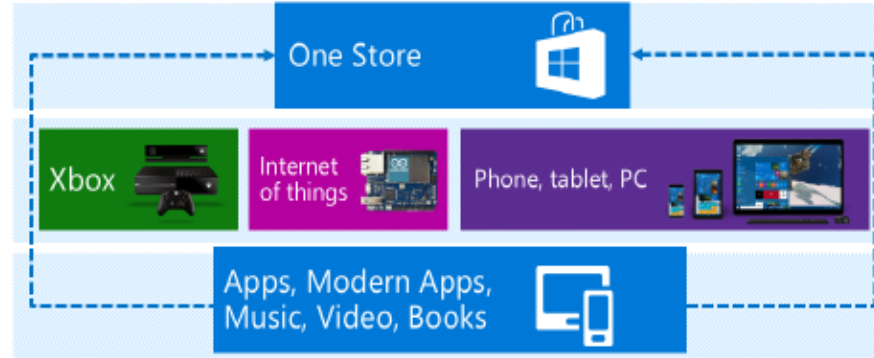 One Store
Xbox
Internet
of things
Phone, tablet, PC
Apps, Modern Apps,
Music, Video, Books